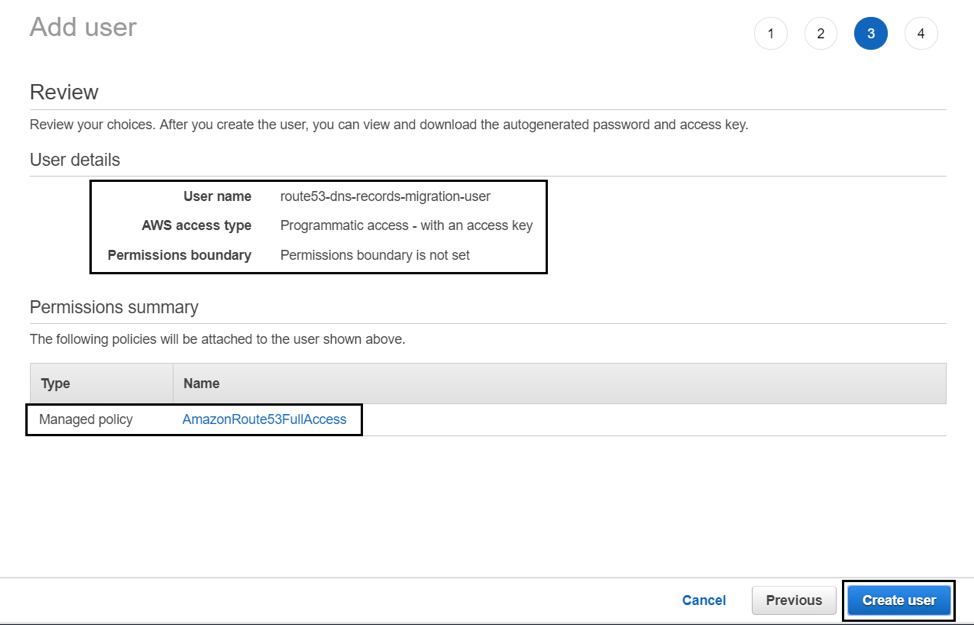 Add user
1 2 3 4
Review
Review your choices. After you create the user, you can view and download the autogenerated password and access key.
User details
User name route53-dns-records-migration-user
AWS access type Programmatic access - with an access key
Permissions boundary Permissions boundary is not set
Permissions summary
The following policies will be attached to the user shown above.
Type Name
Managed policy AmazonRoute53FullAccess
Cancel Previous Create user